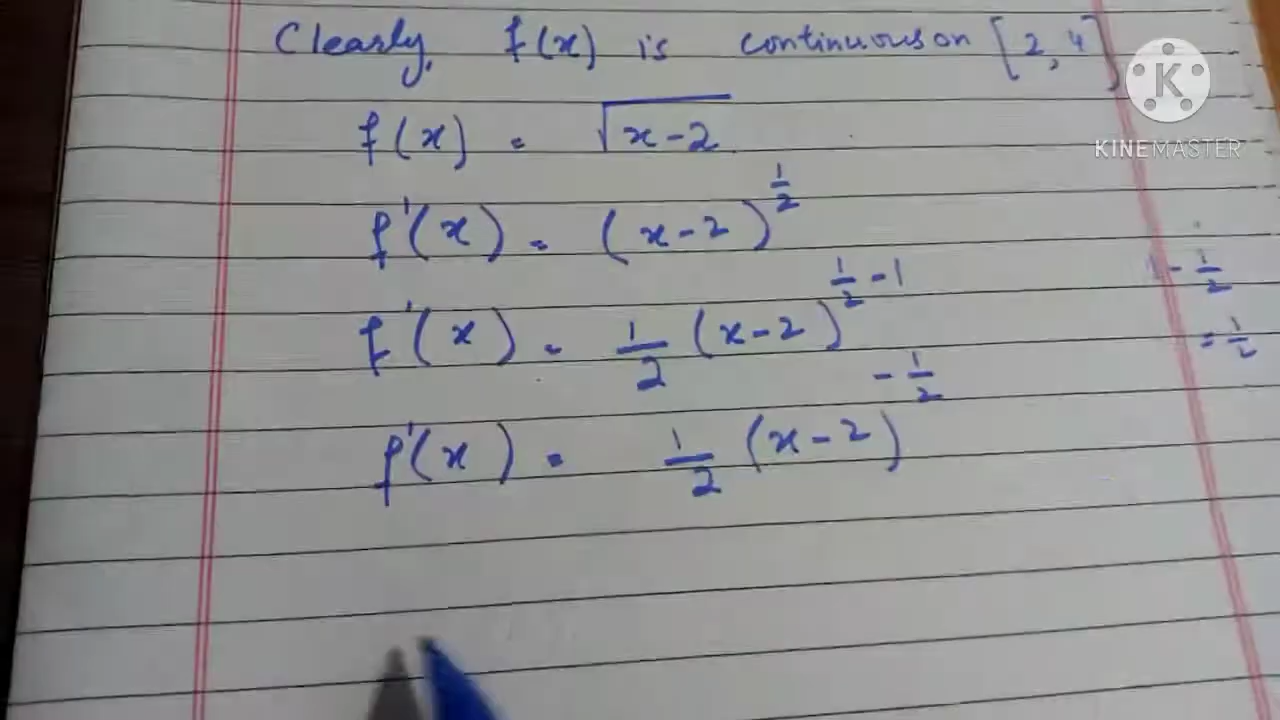 Clearly, f(x) is continuous on [2, 4]
K
KINEMASTER
f(x) = √x-2
f'(x) = (x-2)^1/2
f'(x) = 1/2 (x-2)^1/2-1
1 - 1/2
= 1/2
f'(x) = 1/2 (x-2)^-1/2